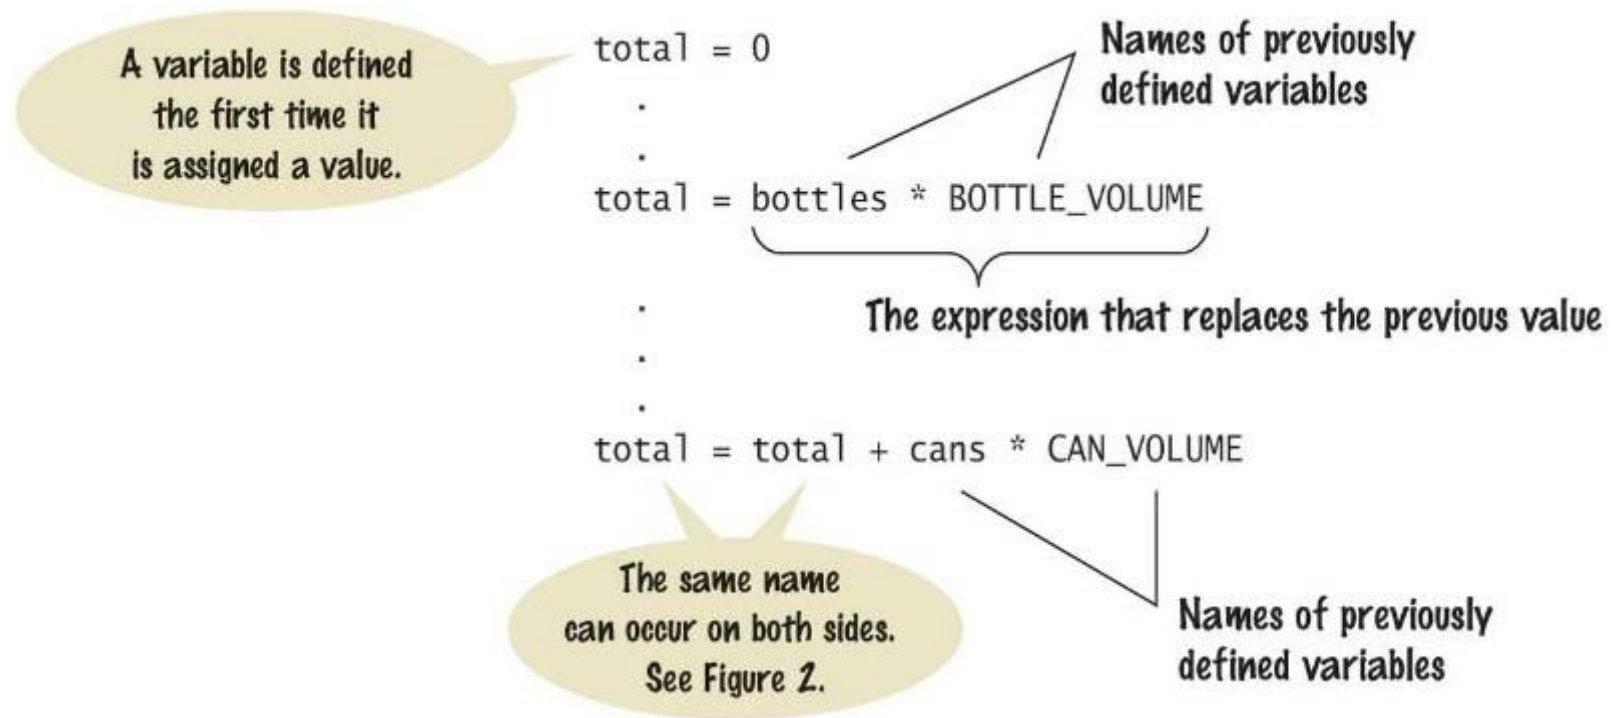 A variable is defined
the first time it
is assigned a value.
total = 0
Names of previously
defined variables
.
.
total = bottles * BOTTLE_VOLUME
The expression that replaces the previous value
.
.
.
total = total + cans * CAN_VOLUME
The same name
can occur on both sides.
See Figure 2.
Names of previously
defined variables